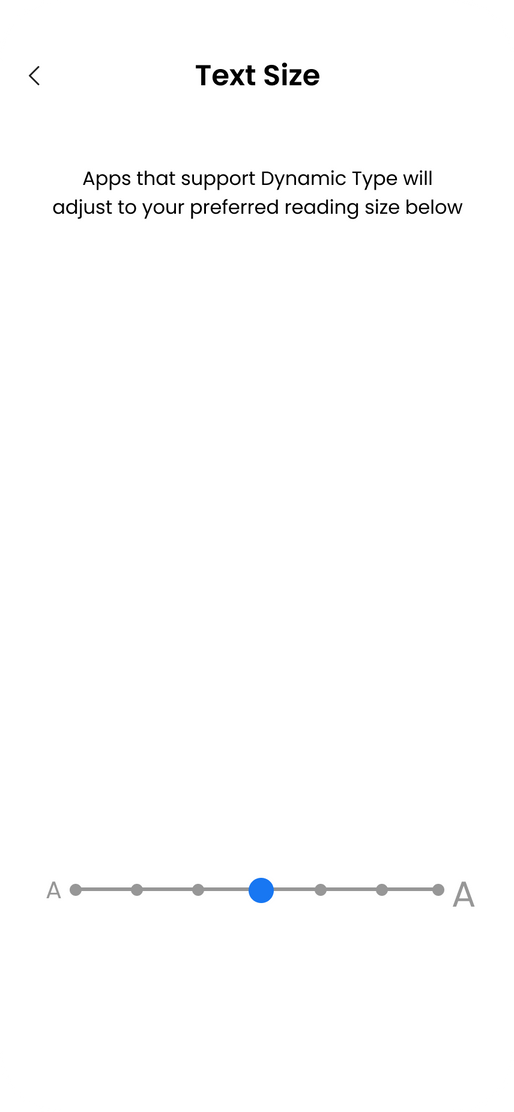 Text Size
Apps that support Dynamic Type will
adjust to your preferred reading size below
A A